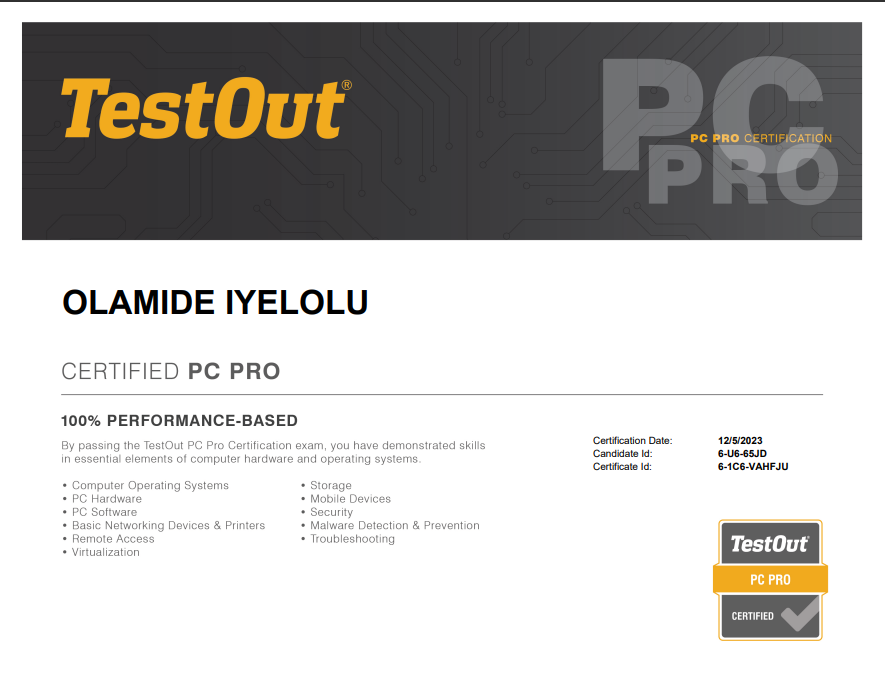 TestOut®
PC
PC PRO CERTIFICATION
PRO
OLAMIDE IYELOLU
CERTIFIED PC PRO
100% PERFORMANCE-BASED
By passing the TestOut PC Pro Certification exam, you have demonstrated skills
in essential elements of computer hardware and operating systems.
• Computer Operating Systems
• PC Hardware
• PC Software
• Basic Networking Devices & Printers
• Remote Access
• Virtualization
• Storage
• Mobile Devices
• Security
• Malware Detection & Prevention
• Troubleshooting
Certification Date: 12/5/2023
Candidate Id: 6-U6-65JD
Certificate Id: 6-1C6-VAHFJU
TestOut
PC PRO
CERTIFIED